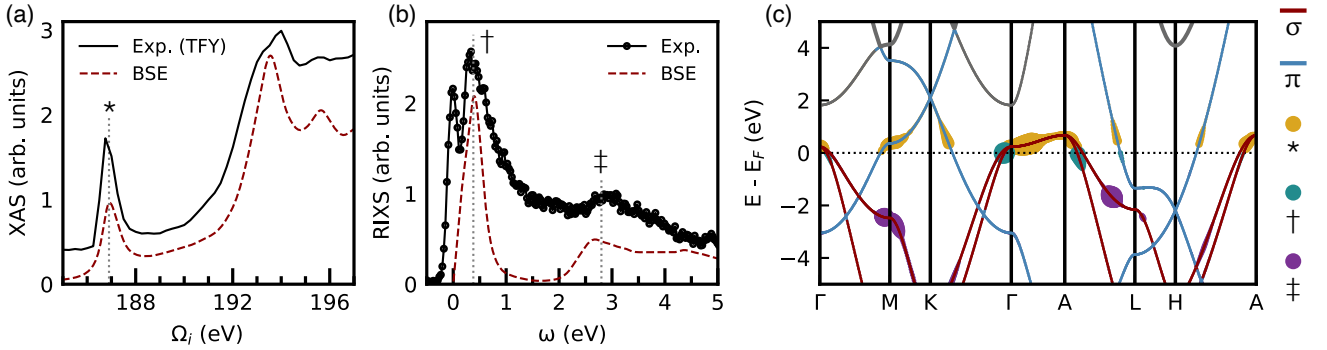 (a)
3
2
1
0
XAS (arb. units)
Exp. (TFY)
BSE
*
188
192
196
Ωᵢ (eV)
(b)
2
1
0
RIXS (arb. units)
†
‡
Exp.
BSE
0
1
2
3
4
5
ω (eV)
(c)
4
2
0
−2
−4
E - E_F (eV)
Γ
M
K
Γ
A
L
H
A
σ
π
*
†
‡